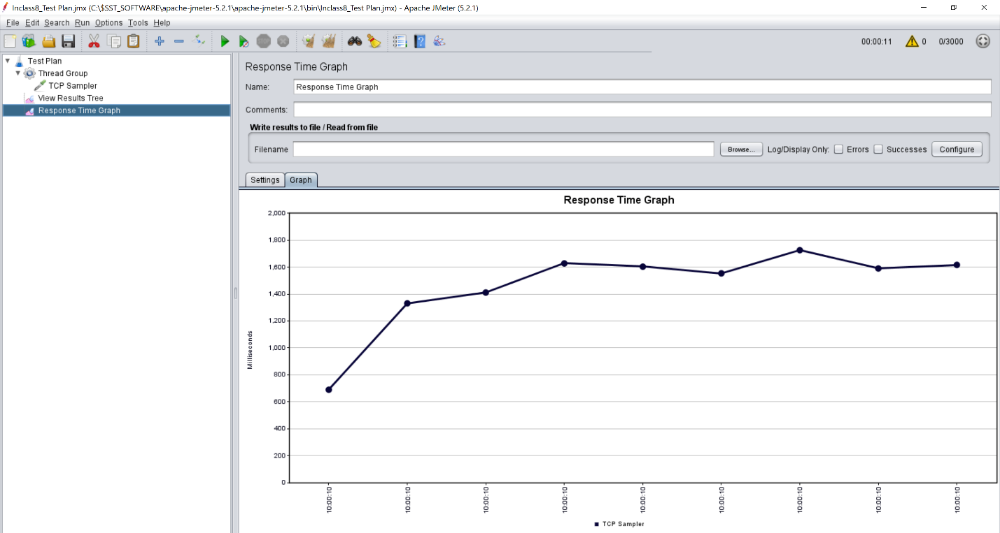 Inclass8_Test Plan.jmx (C:\$SST_SOFTWARE\apache-jmeter-5.2.1\apache-jmeter-5.2.1\bin\Inclass8_Test Plan.jmx) - Apache JMeter (5.2.1)
File Edit Search Run Options Tools Help
00:00:11 0 0/3000
Test Plan
Thread Group
TCP Sampler
View Results Tree
Response Time Graph
Response Time Graph
Name: Response Time Graph
Comments:
Write results to file / Read from file
Filename Browse... Log/Display Only: Errors Successes Configure
Settings Graph
Response Time Graph
2,000
1,800
1,600
1,400
1,200
1,000
800
600
400
200
0
Milliseconds
10:00:10 10:00:10 10:00:10 10:00:10 10:00:10 10:00:10 10:00:10 10:00:10 10:00:10
TCP Sampler